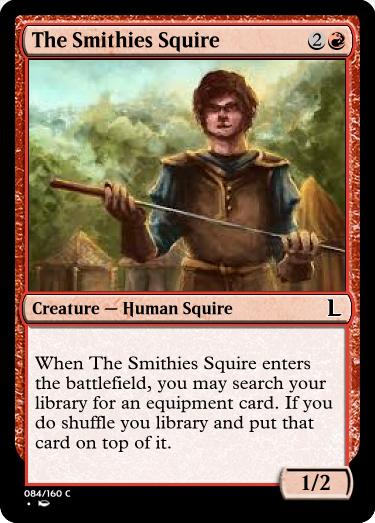 The Smithies Squire 2
Creature — Human Squire L
When The Smithies Squire enters
the battlefield, you may search your
library for an equipment card. If you
do shuffle you library and put that
card on top of it.
1/2
084/160 C